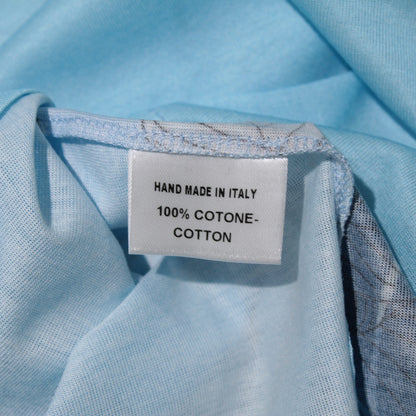 HAND MADE IN ITALY
100% COTONE-
COTTON